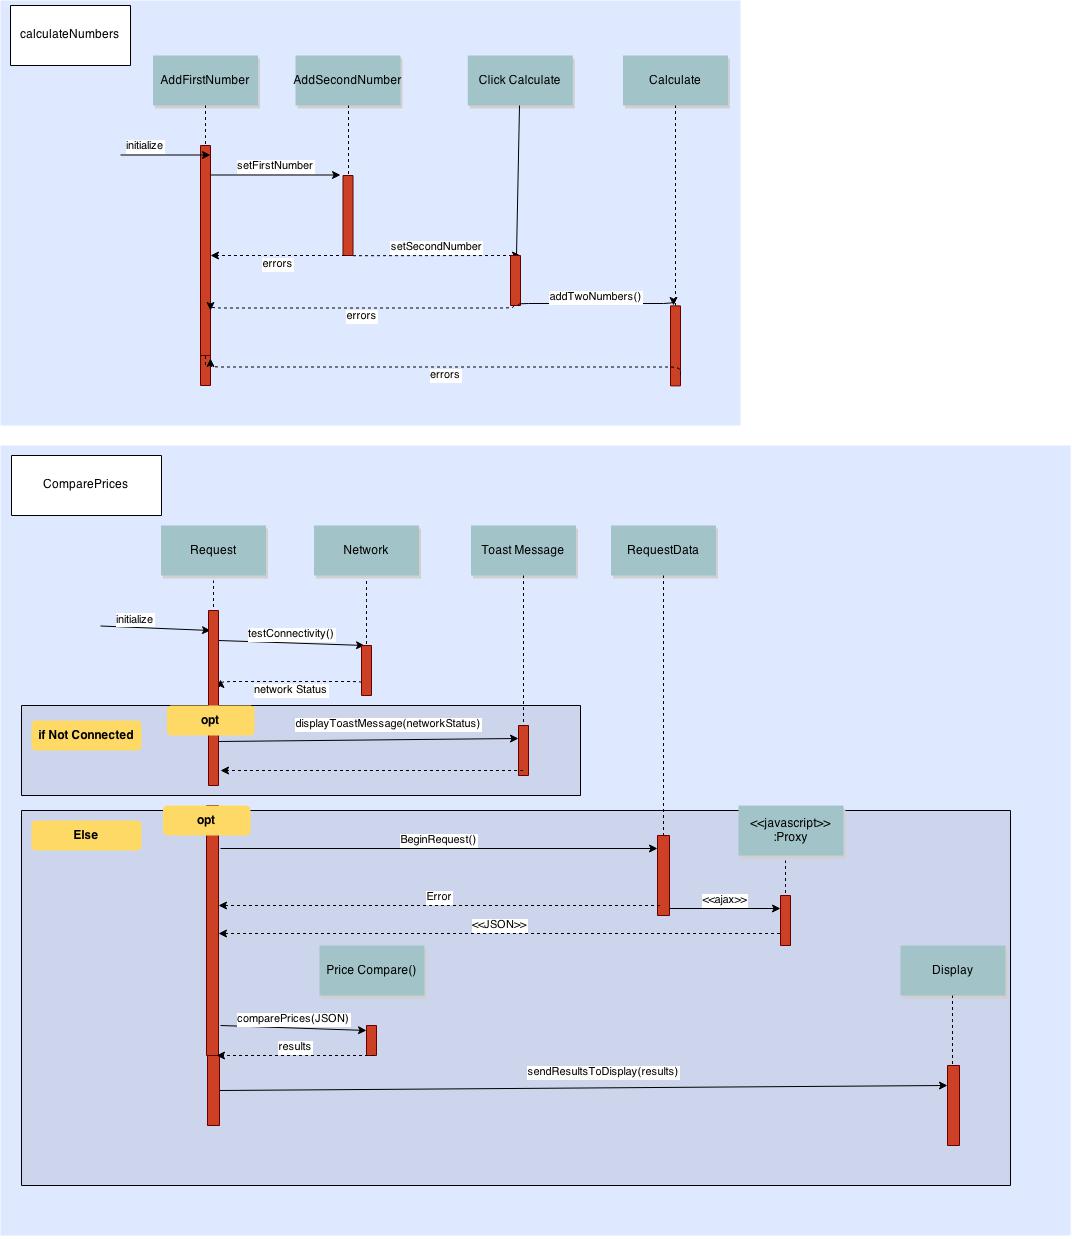 calculateNumbers
AddFirstNumber
AddSecondNumber
Click Calculate
Calculate
initialize
setFirstNumber
setSecondNumber
errors
addTwoNumbers()
errors
errors
ComparePrices
Request
Network
Toast Message
RequestData
initialize
testConnectivity()
network Status
opt
if Not Connected
displayToastMessage(networkStatus)
opt
Else
<<javascript>>
:Proxy
BeginRequest()
Error
<<ajax>>
<<JSON>>
Price Compare()
Display
comparePrices(JSON)
results
sendResultsToDisplay(results)